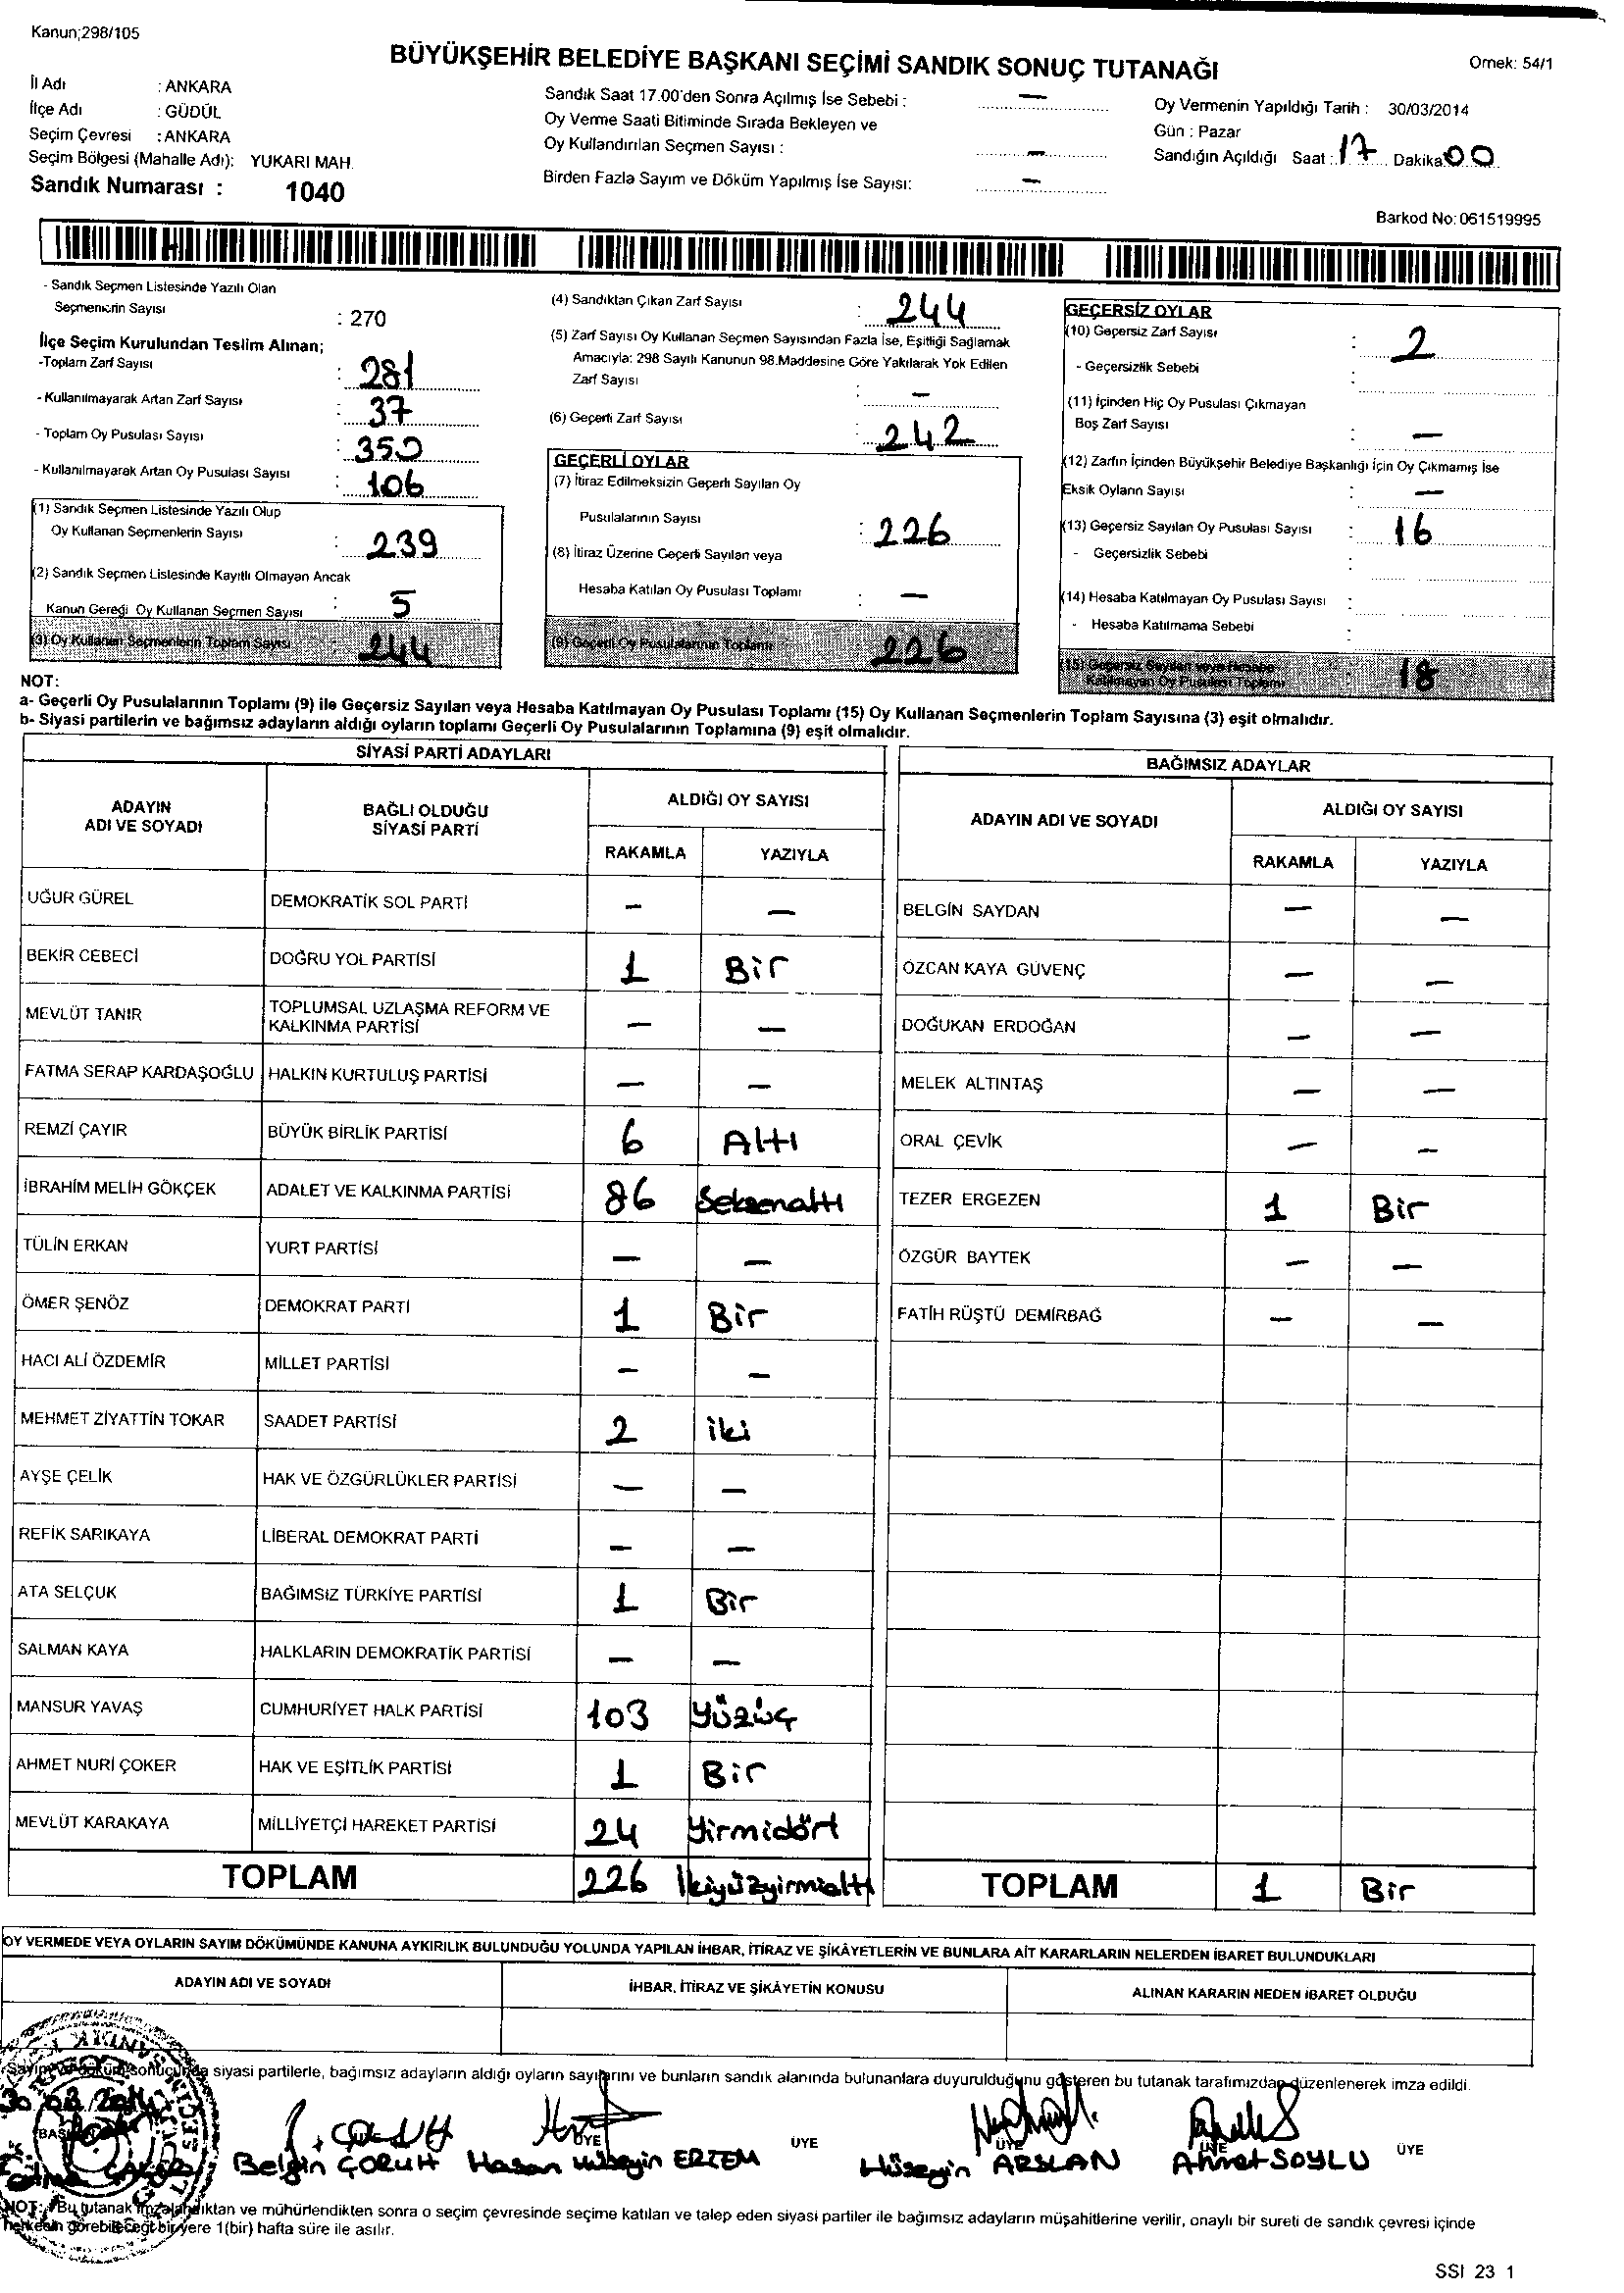 Kanun;298/105
BÜYÜKŞEHİR BELEDİYE BAŞKANI SEÇİMİ SANDIK SONUÇ TUTANAĞI
Ornek: 54/1
İl Adı : ANKARA
İlçe Adı : GÜDÜL
Seçim Çevresi : ANKARA
Seçim Bölgesi (Mahalle Adı): YUKARI MAH.
Sandık Numarası : 1040
Sandık Saat 17.00'den Sonra Açılmış İse Sebebi : —
Oy Verme Saati Bitiminde Sırada Bekleyen ve
Oy Kullandırılan Seçmen Sayısı : —
Birden Fazla Sayım ve Döküm Yapılmış İse Sayısı: —
Oy Vermenin Yapıldığı Tarih : 30/03/2014
Gün : Pazar
Sandığın Açıldığı Saat : 17 Dakika 00
Barkod No: 061519995
- Sandık Seçmen Listesinde Yazılı Olan
Seçmenlerin Sayısı : 270
İlçe Seçim Kurulundan Teslim Alınan;
-Toplam Zarf Sayısı : 281
- Kullanılmayarak Artan Zarf Sayısı : 37
- Toplam Oy Pusulası Sayısı : 350
- Kullanılmayarak Artan Oy Pusulası Sayısı : 106
(1) Sandık Seçmen Listesinde Yazılı Olup
Oy Kullanan Seçmenlerin Sayısı : 239
(2) Sandık Seçmen Listesinde Kayıtlı Olmayan Ancak
Kanun Gereği Oy Kullanan Seçmen Sayısı : 5
(3) Oy Kullanan Seçmenlerin Toplam Sayısı : 244
(4) Sandıktan Çıkan Zarf Sayısı : 244
(5) Zarf Sayısı Oy Kullanan Seçmen Sayısından Fazla İse, Eşitliği Sağlamak
Amacıyla: 298 Sayılı Kanunun 98.Maddesine Göre Yakılarak Yok Edilen
Zarf Sayısı : —
(6) Geçerli Zarf Sayısı : 242
GEÇERLİ OYLAR
(7) İtiraz Edilmeksizin Geçerli Sayılan Oy
Pusulalarının Sayısı : 226
(8) İtiraz Üzerine Geçerli Sayılan veya
Hesaba Katılan Oy Pusulası Toplamı : —
(9) Geçerli Oy Pusulalarının Toplamı : 226
GEÇERSİZ OYLAR
(10) Geçersiz Zarf Sayısı : 2
- Geçersizlik Sebebi :
(11) İçinden Hiç Oy Pusulası Çıkmayan
Boş Zarf Sayısı : —
(12) Zarfın İçinden Büyükşehir Belediye Başkanlığı İçin Oy Çıkmamış İse
Eksik Oyların Sayısı : —
(13) Geçersiz Sayılan Oy Pusulası Sayısı : 16
- Geçersizlik Sebebi :
(14) Hesaba Katılmayan Oy Pusulası Sayısı :
- Hesaba Katılmama Sebebi :
(15) Geçersiz Sayılan veya Hesaba
Katılmayan Oy Pusulası Toplamı : 18
NOT:
a- Geçerli Oy Pusulalarının Toplamı (9) ile Geçersiz Sayılan veya Hesaba Katılmayan Oy Pusulası Toplamı (15) Oy Kullanan Seçmenlerin Toplam Sayısına (3) eşit olmalıdır.
b- Siyasi partilerin ve bağımsız adayların aldığı oyların toplamı Geçerli Oy Pusulalarının Toplamına (9) eşit olmalıdır.
SİYASİ PARTİ ADAYLARI
ADAYIN ADI VE SOYADI BAĞLI OLDUĞU SİYASİ PARTİ ALDIĞI OY SAYISI
RAKAMLA YAZIYLA
UĞUR GÜREL DEMOKRATİK SOL PARTİ — —
BEKİR CEBECİ DOĞRU YOL PARTİSİ 1 Bir
MEVLÜT TANIR TOPLUMSAL UZLAŞMA REFORM VE KALKINMA PARTİSİ — —
FATMA SERAP KARDAŞOĞLU HALKIN KURTULUŞ PARTİSİ — —
REMZİ ÇAYIR BÜYÜK BİRLİK PARTİSİ 6 Altı
İBRAHİM MELİH GÖKÇEK ADALET VE KALKINMA PARTİSİ 86 Seksenaltı
TÜLİN ERKAN YURT PARTİSİ — —
ÖMER ŞENÖZ DEMOKRAT PARTİ 1 Bir
HACI ALİ ÖZDEMİR MİLLET PARTİSİ — —
MEHMET ZİYATTİN TOKAR SAADET PARTİSİ 2 iki
AYŞE ÇELİK HAK VE ÖZGÜRLÜKLER PARTİSİ — —
REFİK SARIKAYA LİBERAL DEMOKRAT PARTİ — —
ATA SELÇUK BAĞIMSIZ TÜRKİYE PARTİSİ 1 Bir
SALMAN KAYA HALKLARIN DEMOKRATİK PARTİSİ — —
MANSUR YAVAŞ CUMHURİYET HALK PARTİSİ 103 Yüzüç
AHMET NURİ ÇOKER HAK VE EŞİTLİK PARTİSİ 1 Bir
MEVLÜT KARAKAYA MİLLİYETÇİ HAREKET PARTİSİ 24 Yirmidört
TOPLAM 226 İkiyüzyirmialtı
BAĞIMSIZ ADAYLAR
ADAYIN ADI VE SOYADI ALDIĞI OY SAYISI
RAKAMLA YAZIYLA
BELGİN SAYDAN — —
ÖZCAN KAYA GÜVENÇ — —
DOĞUKAN ERDOĞAN — —
MELEK ALTINTAŞ — —
ORAL ÇEVİK — —
TEZER ERGEZEN 1 Bir
ÖZGÜR BAYTEK — —
FATİH RÜŞTÜ DEMİRBAĞ — —
TOPLAM 1 Bir
OY VERMEDE VEYA OYLARIN SAYIM DÖKÜMÜNDE KANUNA AYKIRILIK BULUNDUĞU YOLUNDA YAPILAN İHBAR, İTİRAZ VE ŞİKÂYETLERİN VE BUNLARA AİT KARARLARIN NELERDEN İBARET BULUNDUKLARI
ADAYIN ADI VE SOYADI İHBAR, İTİRAZ VE ŞİKÂYETİN KONUSU ALINAN KARARIN NEDEN İBARET OLDUĞU
Sayım ve döküm sonucunda siyasi partilerle, bağımsız adayların aldığı oyların sayılarını ve bunların sandık alanında bulunanlara duyurulduğunu gösteren bu tutanak tarafımızdan düzenlenerek imza edildi.
30.03.2014
BAŞKAN ÜYE ÜYE ÜYE ÜYE ÜYE
Belgin ÇORUH Hasan Hüseyin ERTEM Hüseyin ARSLAN Ahmet SOYLU
NOT: Bu tutanak imzalandıktan ve mühürlendikten sonra o seçim çevresinde seçime katılan ve talep eden siyasi partiler ile bağımsız adayların müşahitlerine verilir, onaylı bir sureti de sandık çevresi içinde
herkesin görebileceği bir yere 1(bir) hafta süre ile asılır.
SSI 23 1